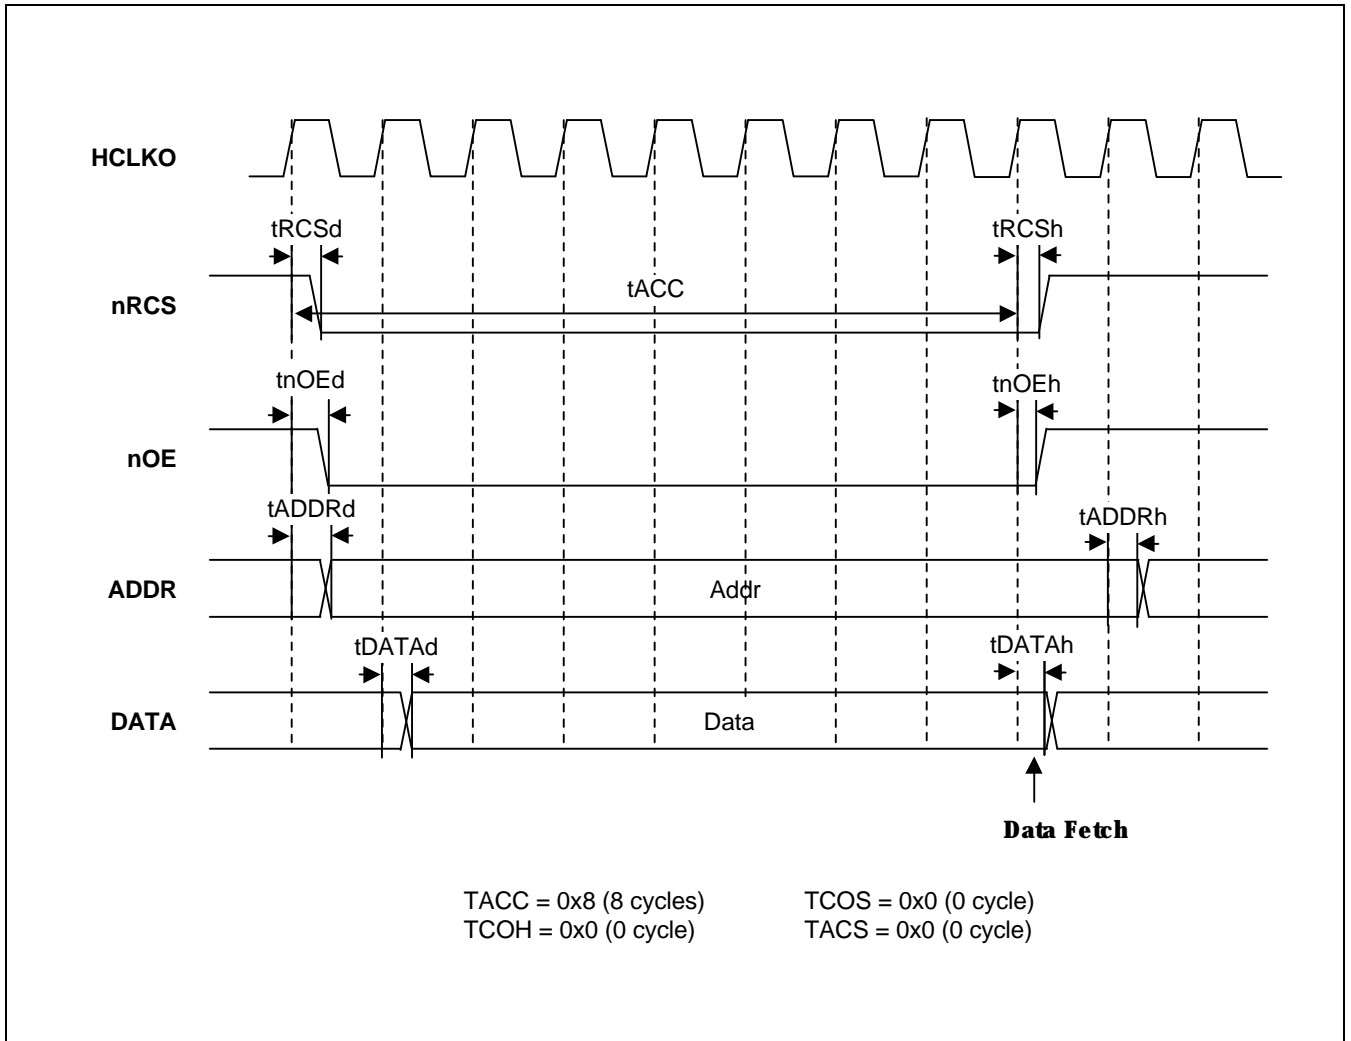 HCLKO
tRCSd
tRCSh
nRCS
tACC
tnOEd
tnOEh
nOE
tADDRd
tADDRh
ADDR
Addr
tDATAd
tDATAh
DATA
Data
Data Fetch
TACC = 0x8 (8 cycles)
TCOS = 0x0 (0 cycle)
TCOH = 0x0 (0 cycle)
TACS = 0x0 (0 cycle)